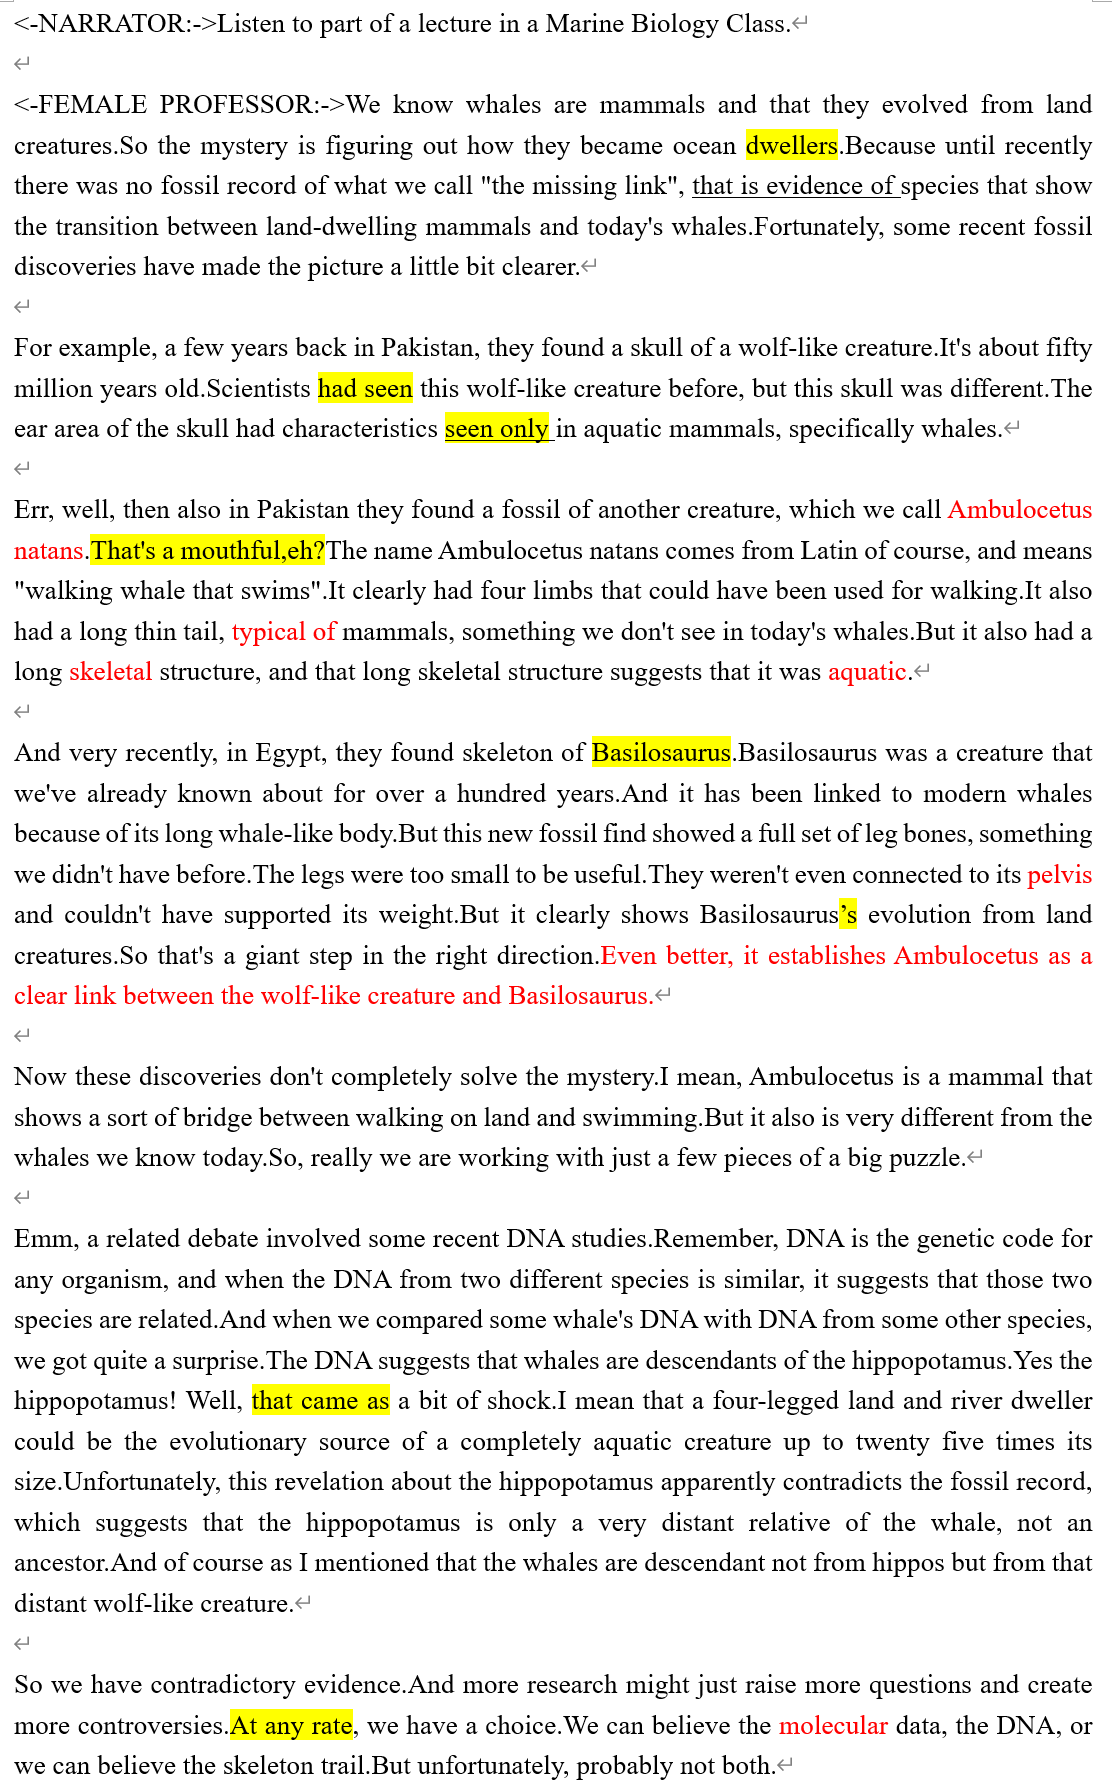 <-NARRATOR:->Listen to part of a lecture in a Marine Biology Class.↵
↵
<-FEMALE PROFESSOR:->We know whales are mammals and that they evolved from land
creatures.So the mystery is figuring out how they became ocean dwellers.Because until recently
there was no fossil record of what we call "the missing link", that is evidence of species that show
the transition between land-dwelling mammals and today's whales.Fortunately, some recent fossil
discoveries have made the picture a little bit clearer.↵
↵
For example, a few years back in Pakistan, they found a skull of a wolf-like creature.It's about fifty
million years old.Scientists had seen this wolf-like creature before, but this skull was different.The
ear area of the skull had characteristics seen only in aquatic mammals, specifically whales.↵
↵
Err, well, then also in Pakistan they found a fossil of another creature, which we call Ambulocetus
natans.That's a mouthful,eh?The name Ambulocetus natans comes from Latin of course, and means
"walking whale that swims".It clearly had four limbs that could have been used for walking.It also
had a long thin tail, typical of mammals, something we don't see in today's whales.But it also had a
long skeletal structure, and that long skeletal structure suggests that it was aquatic.↵
↵
And very recently, in Egypt, they found skeleton of Basilosaurus.Basilosaurus was a creature that
we've already known about for over a hundred years.And it has been linked to modern whales
because of its long whale-like body.But this new fossil find showed a full set of leg bones, something
we didn't have before.The legs were too small to be useful.They weren't even connected to its pelvis
and couldn't have supported its weight.But it clearly shows Basilosaurus’s evolution from land
creatures.So that's a giant step in the right direction.Even better, it establishes Ambulocetus as a
clear link between the wolf-like creature and Basilosaurus.↵
↵
Now these discoveries don't completely solve the mystery.I mean, Ambulocetus is a mammal that
shows a sort of bridge between walking on land and swimming.But it also is very different from the
whales we know today.So, really we are working with just a few pieces of a big puzzle.↵
↵
Emm, a related debate involved some recent DNA studies.Remember, DNA is the genetic code for
any organism, and when the DNA from two different species is similar, it suggests that those two
species are related.And when we compared some whale's DNA with DNA from some other species,
we got quite a surprise.The DNA suggests that whales are descendants of the hippopotamus.Yes the
hippopotamus! Well, that came as a bit of shock.I mean that a four-legged land and river dweller
could be the evolutionary source of a completely aquatic creature up to twenty five times its
size.Unfortunately, this revelation about the hippopotamus apparently contradicts the fossil record,
which suggests that the hippopotamus is only a very distant relative of the whale, not an
ancestor.And of course as I mentioned that the whales are descendant not from hippos but from that
distant wolf-like creature.↵
↵
So we have contradictory evidence.And more research might just raise more questions and create
more controversies.At any rate, we have a choice.We can believe the molecular data, the DNA, or
we can believe the skeleton trail.But unfortunately, probably not both.↵